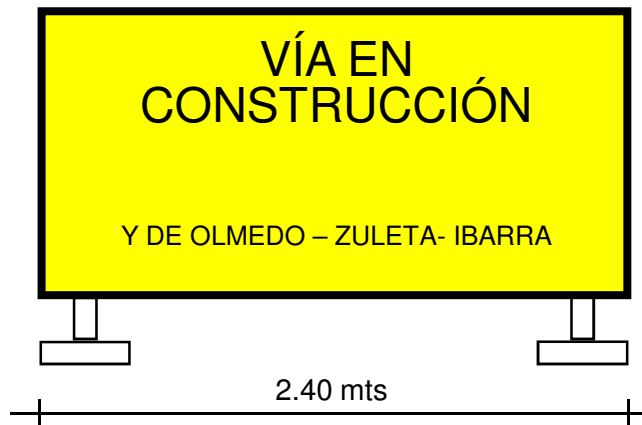 VÍA EN
CONSTRUCCIÓN
Y DE OLMEDO – ZULETA- IBARRA
2.40 mts